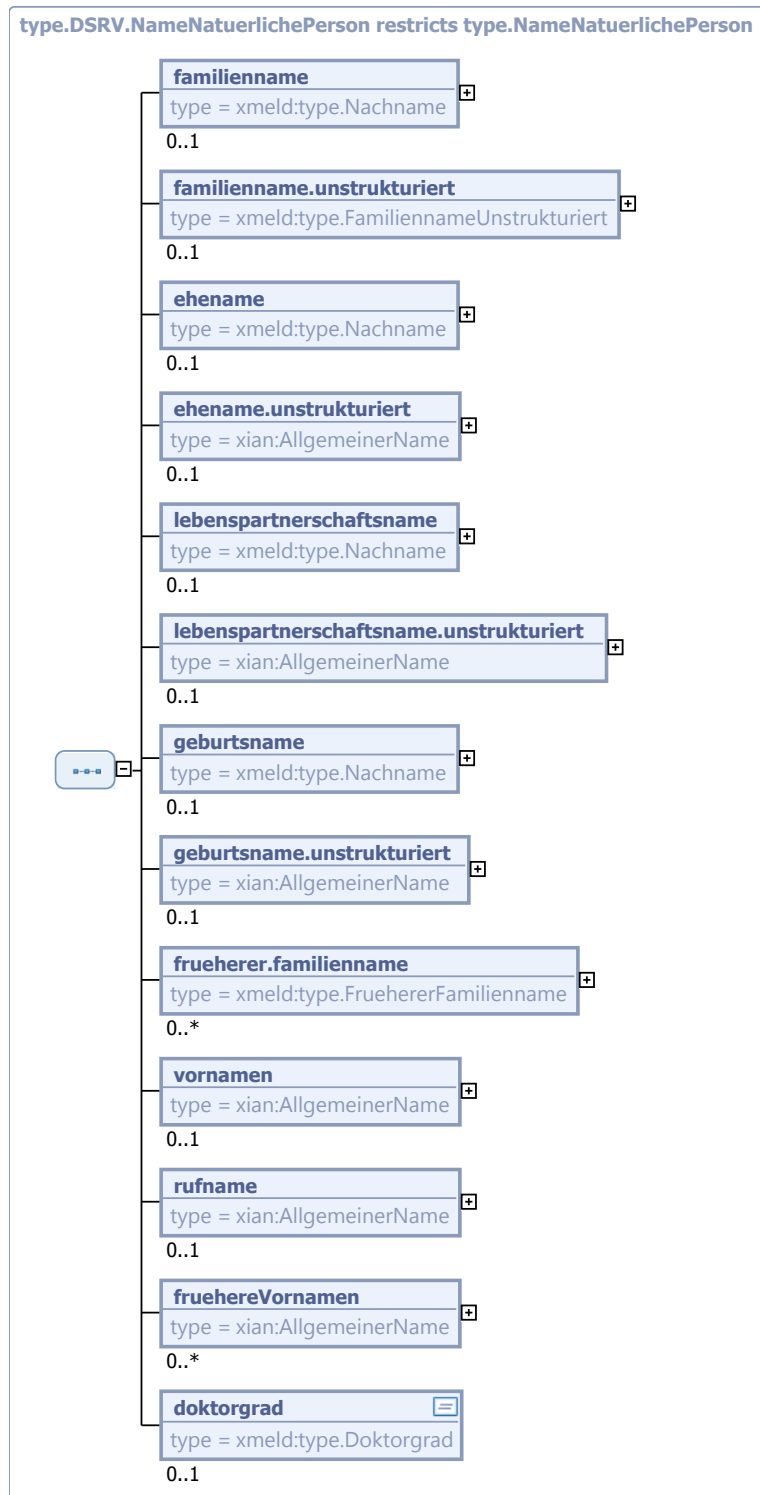 type.DSRV.NameNatuerlichePerson restricts type.NameNatuerlichePerson
familienname
type = xmeld:type.Nachname
0..1
familienname.unstrukturiert
type = xmeld:type.FamiliennameUnstrukturiert
0..1
ehename
type = xmeld:type.Nachname
0..1
ehename.unstrukturiert
type = xian:AllgemeinerName
0..1
lebenspartnerschaftsname
type = xmeld:type.Nachname
0..1
lebenspartnerschaftsname.unstrukturiert
type = xian:AllgemeinerName
0..1
geburtsname
type = xmeld:type.Nachname
0..1
geburtsname.unstrukturiert
type = xian:AllgemeinerName
0..1
frueherer.familienname
type = xmeld:type.FruehererFamilienname
0..*
vornamen
type = xian:AllgemeinerName
0..1
rufname
type = xian:AllgemeinerName
0..1
fruehereVornamen
type = xian:AllgemeinerName
0..*
doktorgrad
type = xmeld:type.Doktorgrad
0..1